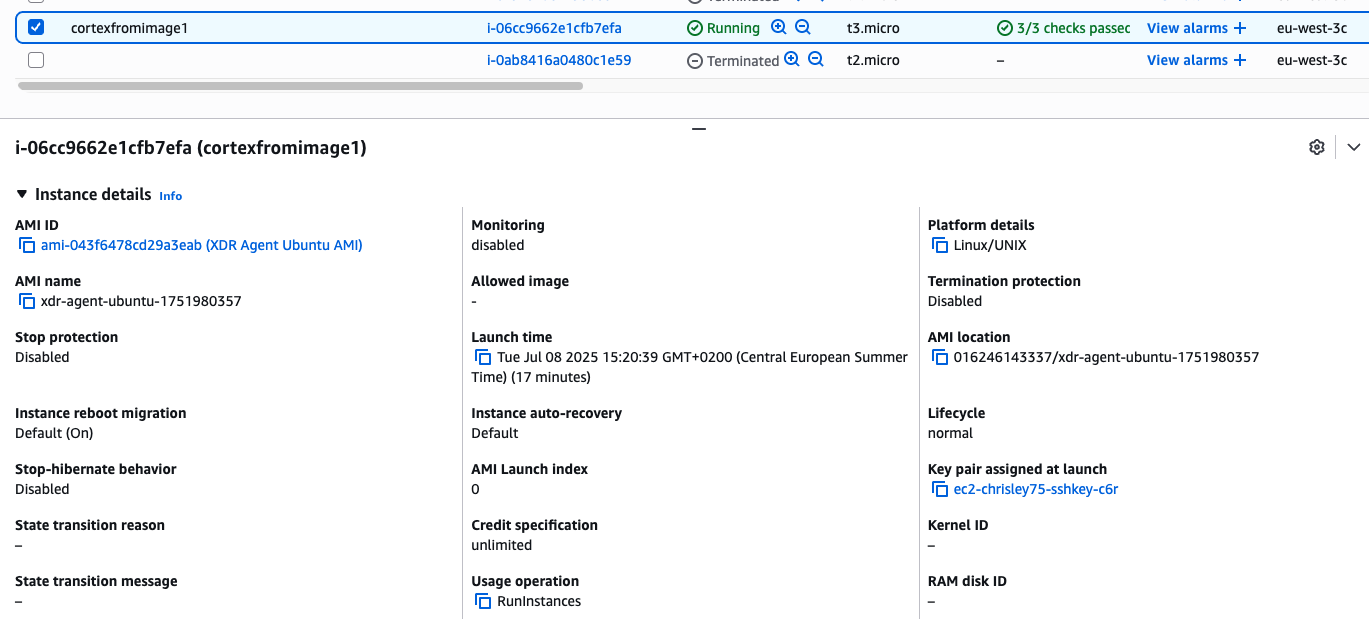 Terminated
cortexfromimage1 i-06cc9662e1cfb7efa Running t3.micro 3/3 checks passec View alarms + eu-west-3c
i-0ab8416a0480c1e59 Terminated t2.micro – View alarms + eu-west-3c
i-06cc9662e1cfb7efa (cortexfromimage1)
Instance details Info
AMI ID
ami-043f6478cd29a3eab (XDR Agent Ubuntu AMI)
Monitoring
disabled
Platform details
Linux/UNIX
AMI name
xdr-agent-ubuntu-1751980357
Allowed image
-
Termination protection
Disabled
Stop protection
Disabled
Launch time
Tue Jul 08 2025 15:20:39 GMT+0200 (Central European Summer
Time) (17 minutes)
AMI location
016246143337/xdr-agent-ubuntu-1751980357
Instance reboot migration
Default (On)
Instance auto-recovery
Default
Lifecycle
normal
Stop-hibernate behavior
Disabled
AMI Launch index
0
Key pair assigned at launch
ec2-chrisley75-sshkey-c6r
State transition reason
–
Credit specification
unlimited
Kernel ID
–
State transition message
–
Usage operation
RunInstances
RAM disk ID
–